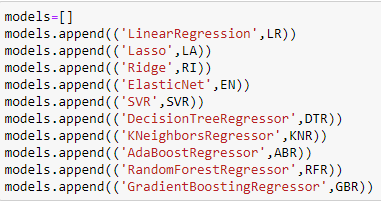 models=[]
models.append(('LinearRegression',LR))
models.append(('Lasso',LA))
models.append(('Ridge',RI))
models.append(('ElasticNet',EN))
models.append(('SVR',SVR))
models.append(('DecisionTreeRegressor',DTR))
models.append(('KNeighborsRegressor',KNR))
models.append(('AdaBoostRegressor',ABR))
models.append(('RandomForestRegressor',RFR))
models.append(('GradientBoostingRegressor',GBR))